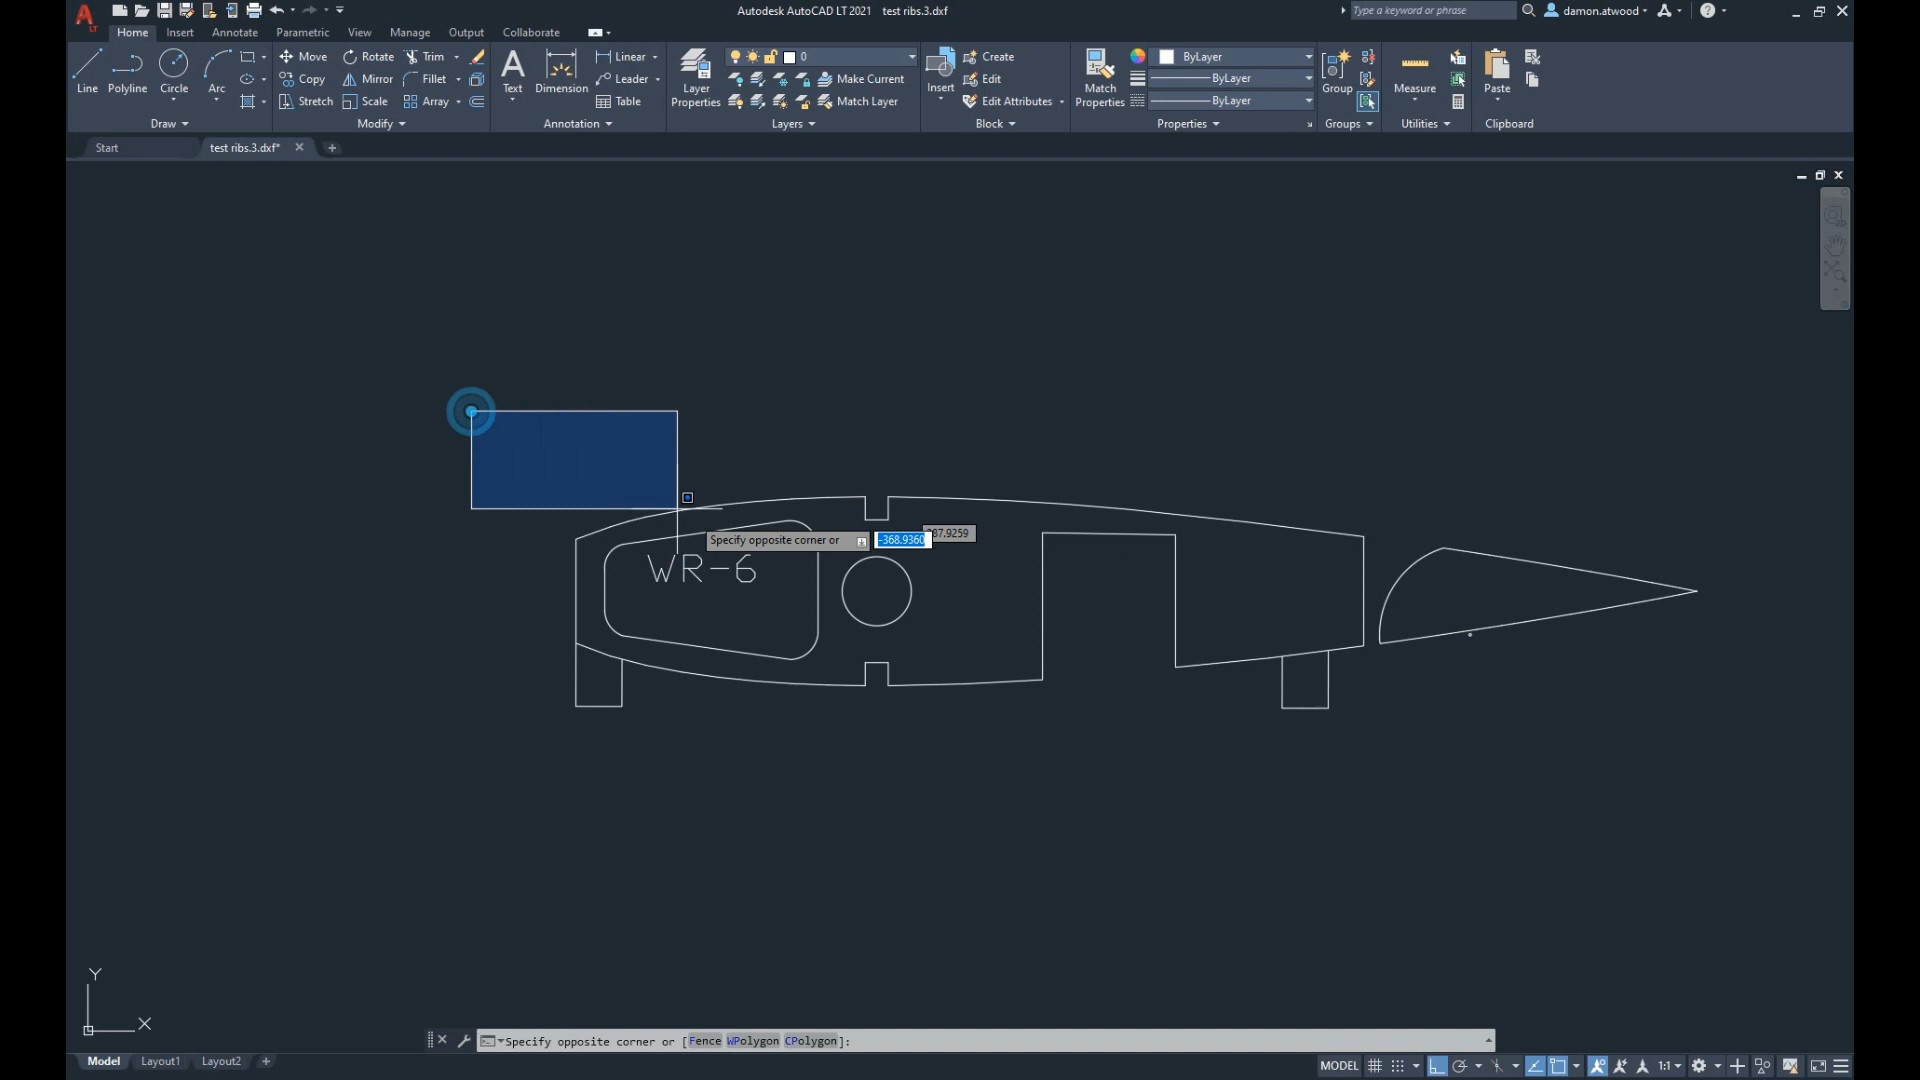 Autodesk AutoCAD LT 2021 test ribs.3.dxf
Type a keyword or phrase
damon.atwood
LT
Home Insert Annotate Parametric View Manage Output Collaborate
Line Polyline Circle Arc
Draw
Move Rotate Trim
Copy Mirror Fillet
Stretch Scale Array
Modify
Text Dimension
Linear
Leader
Table
Annotation
Layer Properties
0
Make Current
Match Layer
Layers
Insert
Create
Edit
Edit Attributes
Block
Match Properties
ByLayer
ByLayer
ByLayer
Properties
Group
Groups
Measure
Utilities
Paste
Clipboard
Start test ribs.3.dxf*
Specify opposite corner or -368.9360
WR-6
Y
X
Specify opposite corner or [Fence WPolygon CPolygon]:
Model Layout1 Layout2
MODEL 1:1